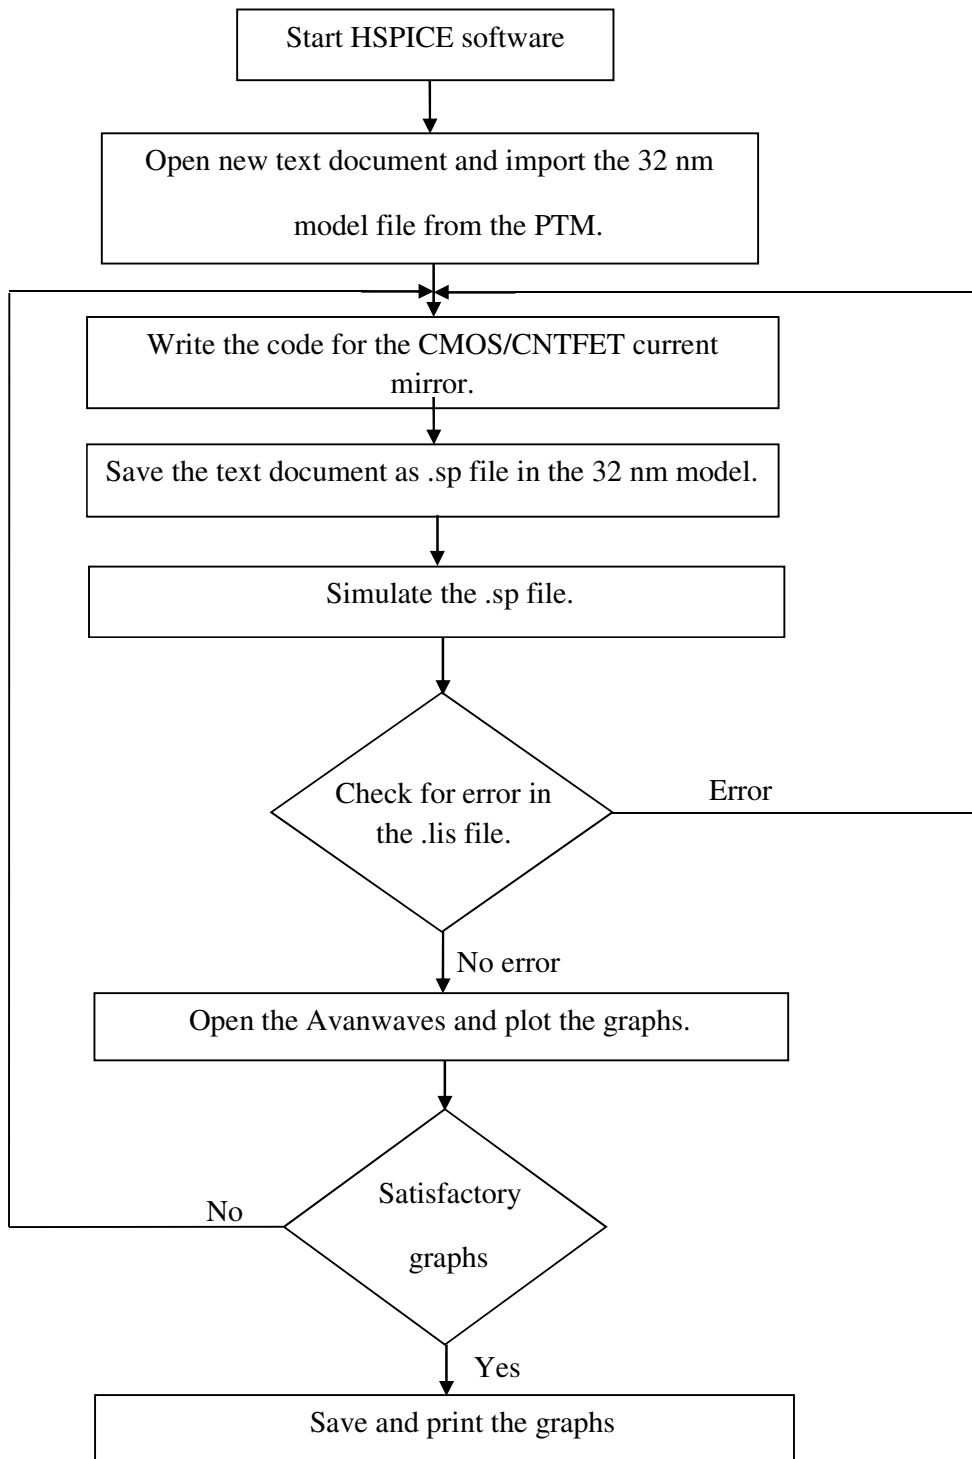 Start HSPICE software
Open new text document and import the 32 nm
model file from the PTM.
Write the code for the CMOS/CNTFET current
mirror.
Save the text document as .sp file in the 32 nm model.
Simulate the .sp file.
Check for error in
the .lis file.
Error
No error
Open the Avanwaves and plot the graphs.
Satisfactory
graphs
No
Yes
Save and print the graphs